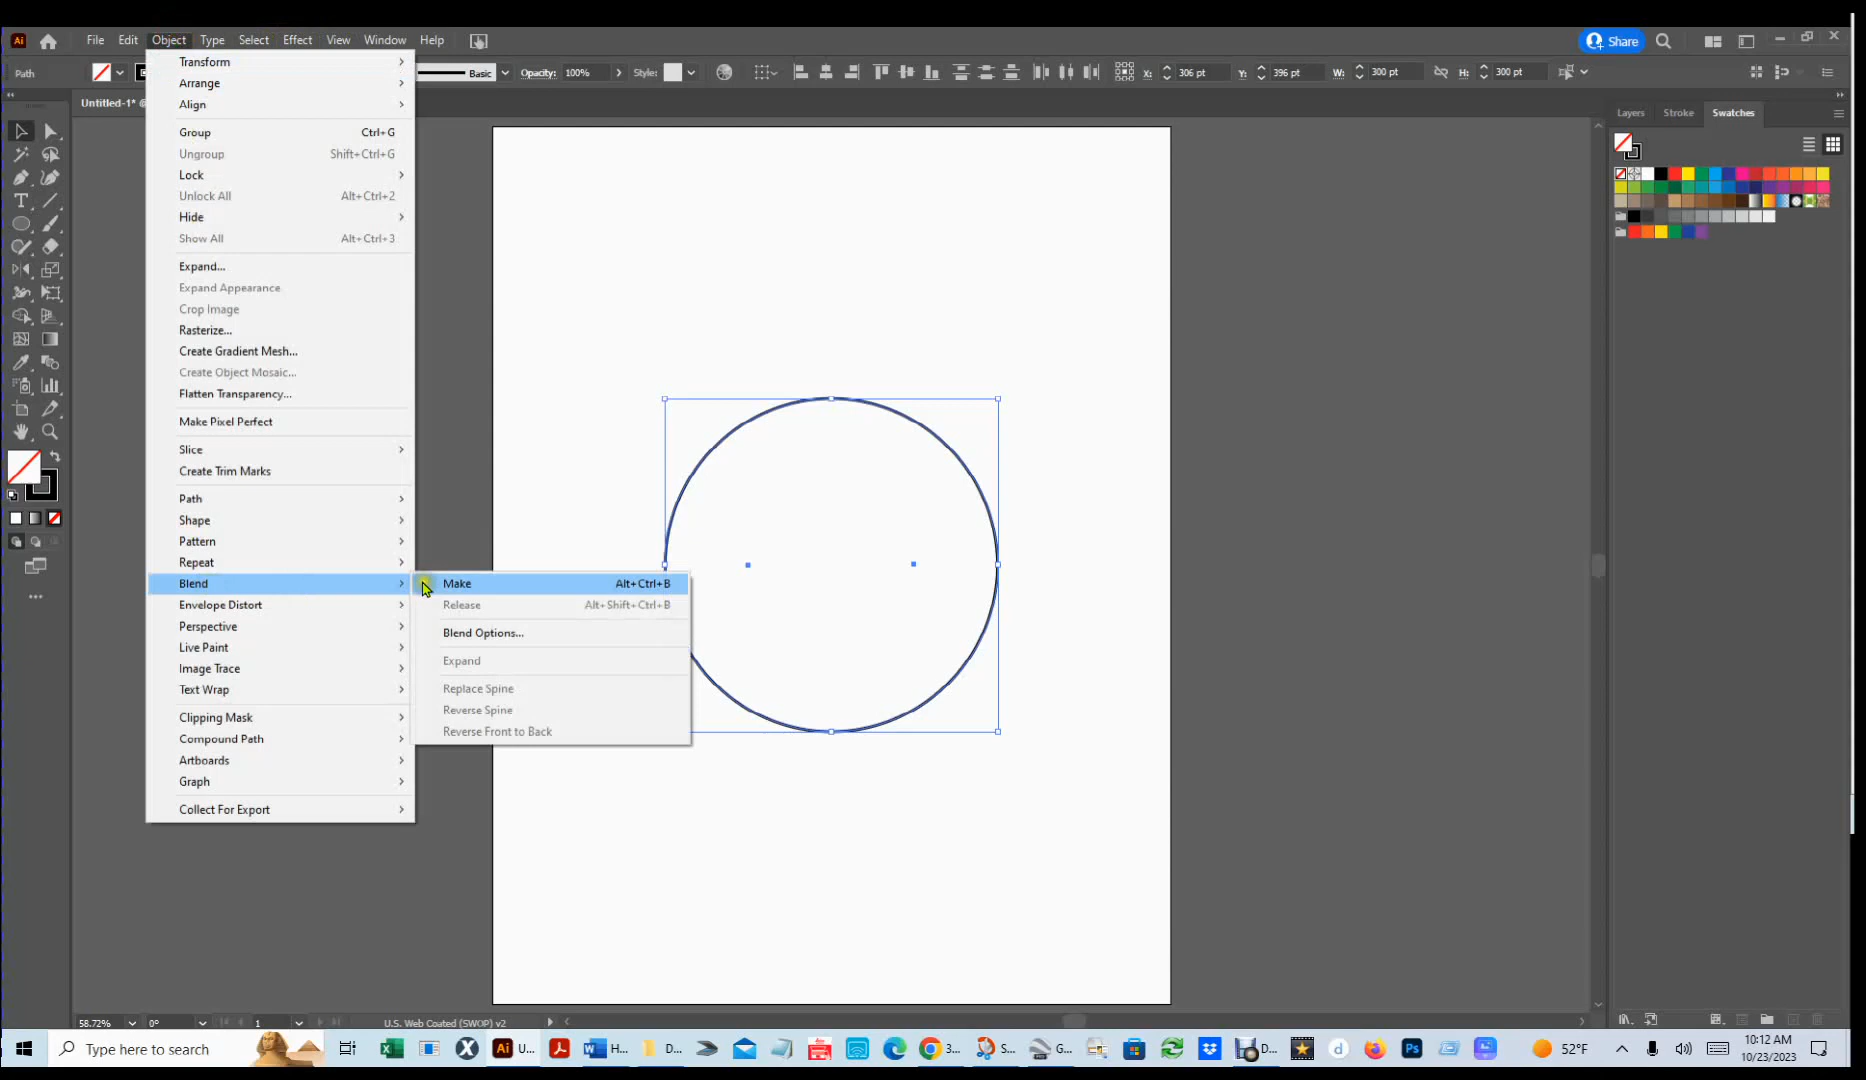 Ai File Edit Object Type Select Effect View Window Help Share
Path Basic Opacity: 100% Style: X: 306 pt Y: 396 pt W: 300 pt H: 300 pt
Untitled-1* @
Layers Stroke Swatches
Transform
Arrange
Align
Group Ctrl+G
Ungroup Shift+Ctrl+G
Lock
Unlock All Alt+Ctrl+2
Hide
Show All Alt+Ctrl+3
Expand...
Expand Appearance
Crop Image
Rasterize...
Create Gradient Mesh...
Create Object Mosaic...
Flatten Transparency...
Make Pixel Perfect
Slice
Create Trim Marks
Path
Shape
Pattern
Repeat
Blend
Envelope Distort
Perspective
Live Paint
Image Trace
Text Wrap
Clipping Mask
Compound Path
Artboards
Graph
Collect For Export
Make Alt+Ctrl+B
Release Alt+Shift+Ctrl+B
Blend Options...
Expand
Replace Spine
Reverse Spine
Reverse Front to Back
58.72% 0° 1 U.S. Web Coated (SWOP) v2
Type here to search Ai U... H... D... 3... S... G... D... Ps 52°F 10:12 AM
10/23/2023